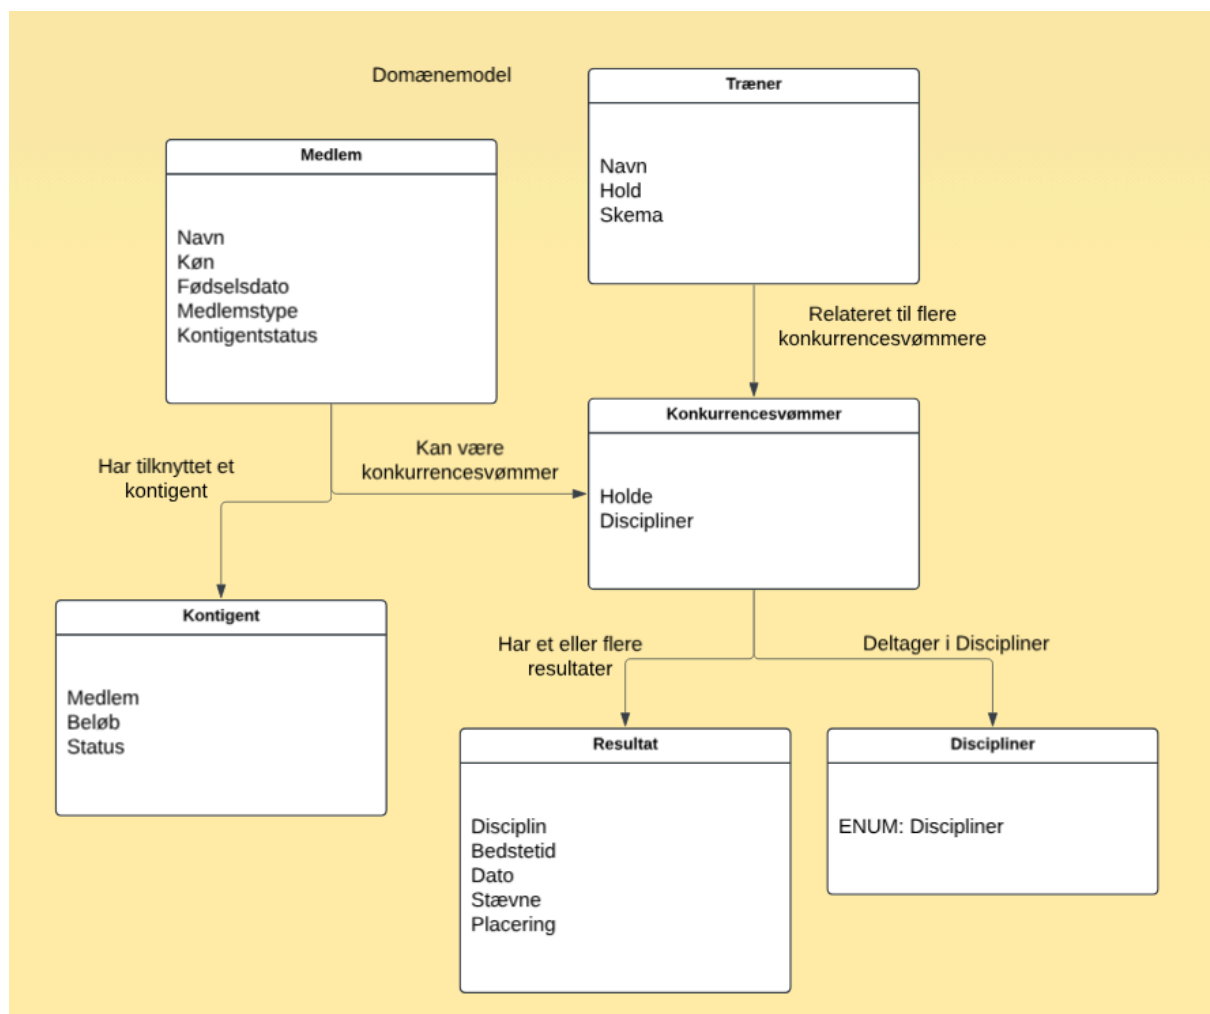 Domænemodel
Træner
Navn
Hold
Skema
Medlem
Navn
Køn
Fødselsdato
Medlemstype
Kontigentstatus
Relateret til flere
konkurrencesvømmere
Konkurrencesvømmer
Holde
Discipliner
Kan være
konkurrencesvømmer
Har tilknyttet et
kontigent
Kontigent
Medlem
Beløb
Status
Har et eller flere
resultater
Deltager i Discipliner
Resultat
Disciplin
Bedstetid
Dato
Stævne
Placering
Discipliner
ENUM: Discipliner